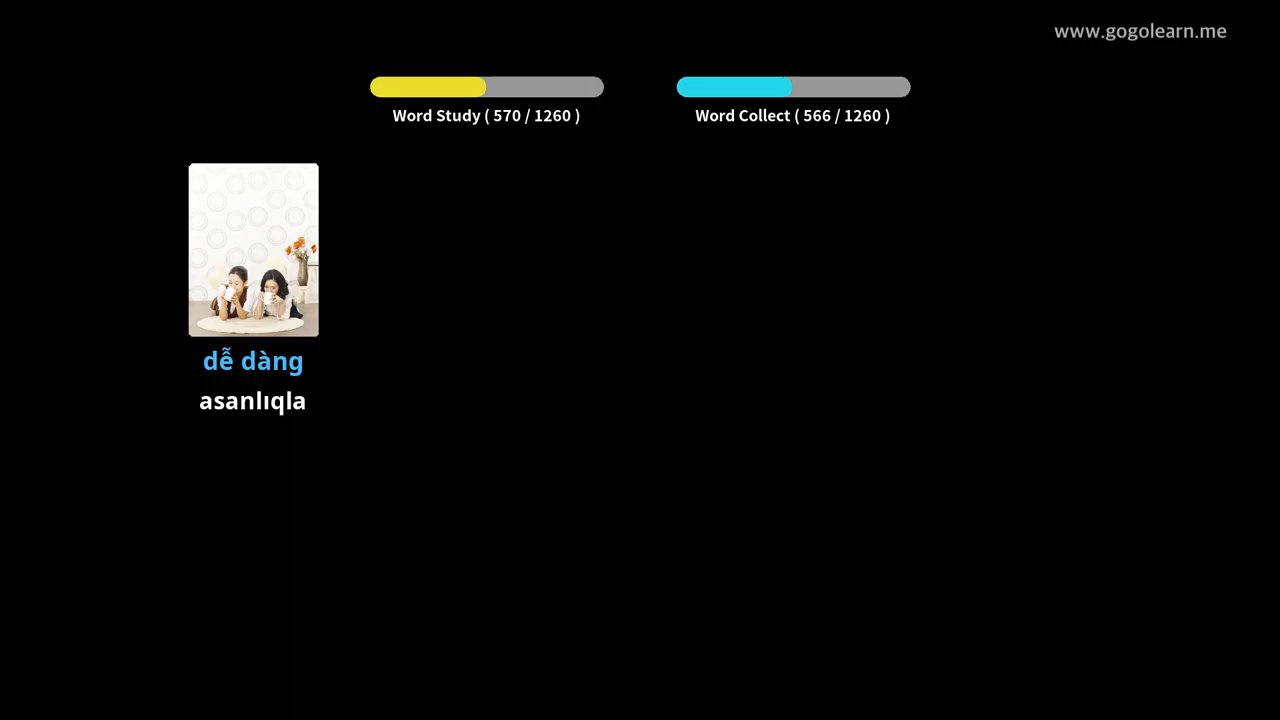 www.gogolearn.me
Word Study ( 570 / 1260 )
Word Collect ( 566 / 1260 )
dễ dàng
asanlıqla